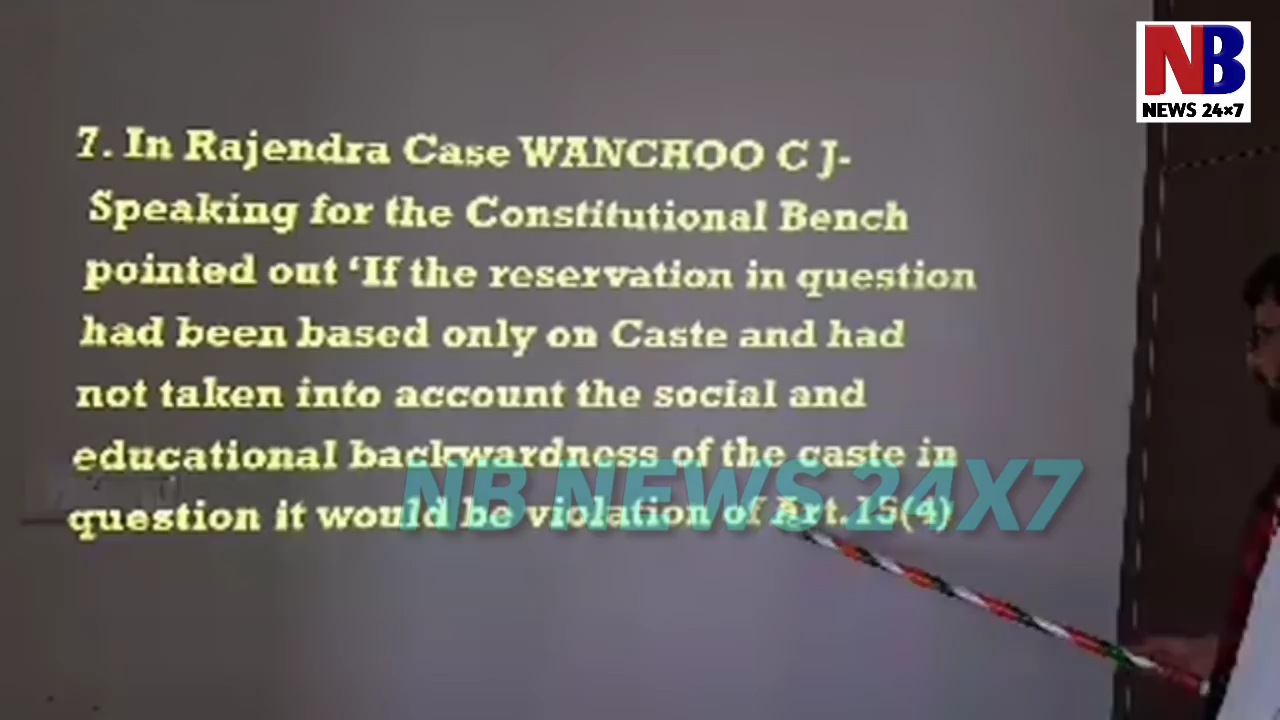 NB
NEWS 24×7
7. In Rajendra Case WANCHOO C J-
Speaking for the Constitutional Bench
pointed out ‘If the reservation in question
had been based only on Caste and had
not taken into account the social and
educational backwardness of the caste in
question it would be violation of Art.15(4)
NB NEWS 24X7